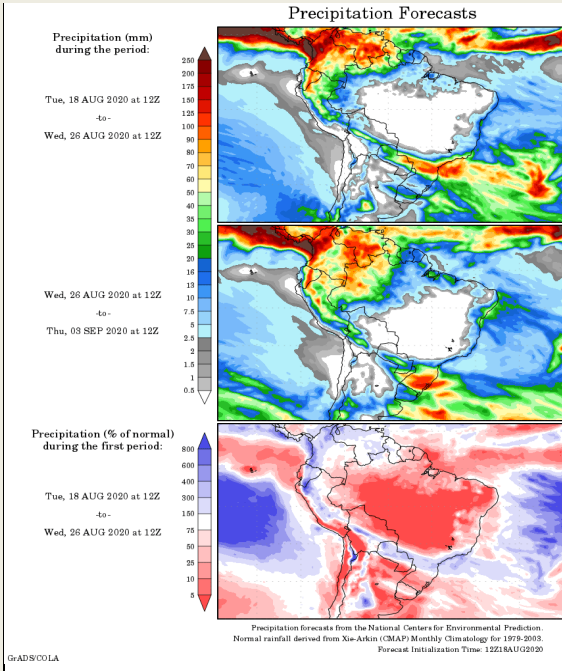 Precipitation Forecasts
Precipitation (mm)
during the period:
Tue, 18 AUG 2020 at 12Z
-to-
Wed, 26 AUG 2020 at 12Z
250
200
175
150
125
100
90
80
70
60
50
40
35
30
25
20
16
13
10
7.5
5
2.5
2
1.5
1
0.5
Wed, 26 AUG 2020 at 12Z
-to-
Thu, 03 SEP 2020 at 12Z
Precipitation (% of normal)
during the first period:
Tue, 18 AUG 2020 at 12Z
-to-
Wed, 26 AUG 2020 at 12Z
800
600
400
300
150
75
50
25
10
5
Precipitation forecasts from the National Centers for Environmental Prediction.
Normal rainfall derived from Xie-Arkin (CMAP) Monthly Climatology for 1979-2003.
Forecast Initialization Time: 12Z18AUG2020
GrADS/COLA